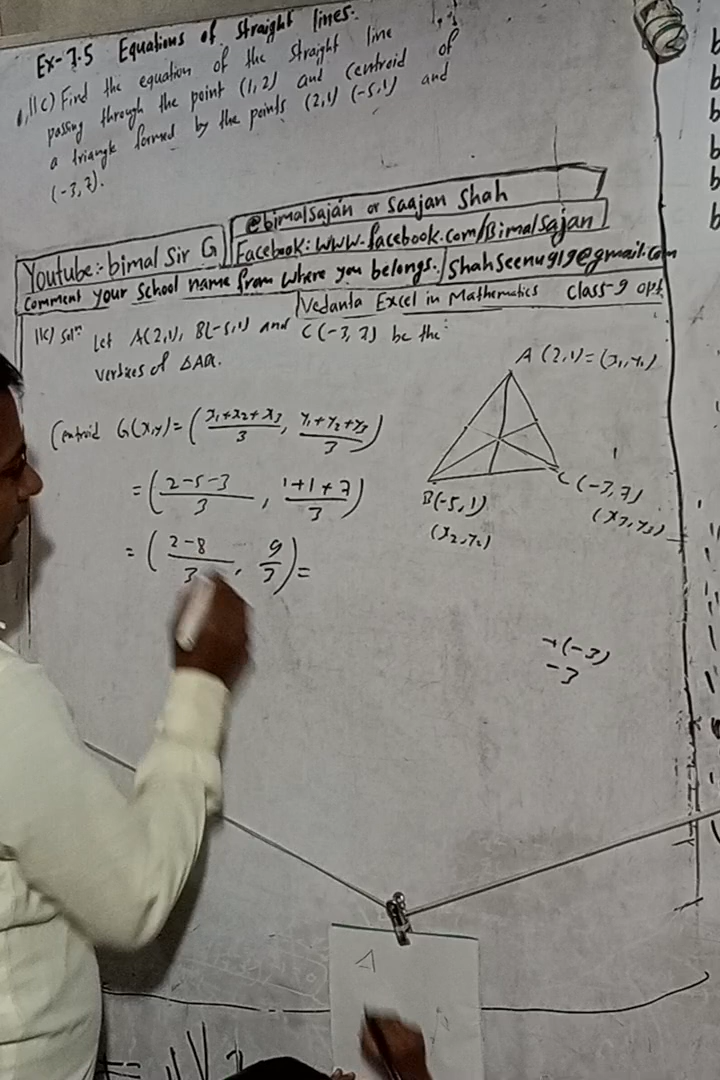 Ex-7.5 Equations of Straight lines.
11c) Find the equation of the straight line
passing through the point (1, 2) and centroid of
a triangle formed by the points (2,1) (-5,1) and
(-3, 7).
@bimalsajan or Saajan Shah
Youtube:- bimal Sir G
Facebook: www.facebook.com/Bimalsajan
Comment your School name from where you belongs. shahseenu919@gmail.com
Vedanta Excel in Mathematics Class-9 opt.
11c) Solⁿ Let A(2,1), B(-5,1) and C(-3, 7) be the
vertices of
Centroid G(x,y) = (x₁+x₂+x₃/3, y₁+y₂+y₃/3)
= (2-5-3/3, 1+1+7/3)
= (2-8/3, 9/3) =
A (2,1) = (x₁, y₁)
B(-5, 1)
(x₂, y₂)
C (-3, 7)
(x₃, y₃)
+(-3)
-3